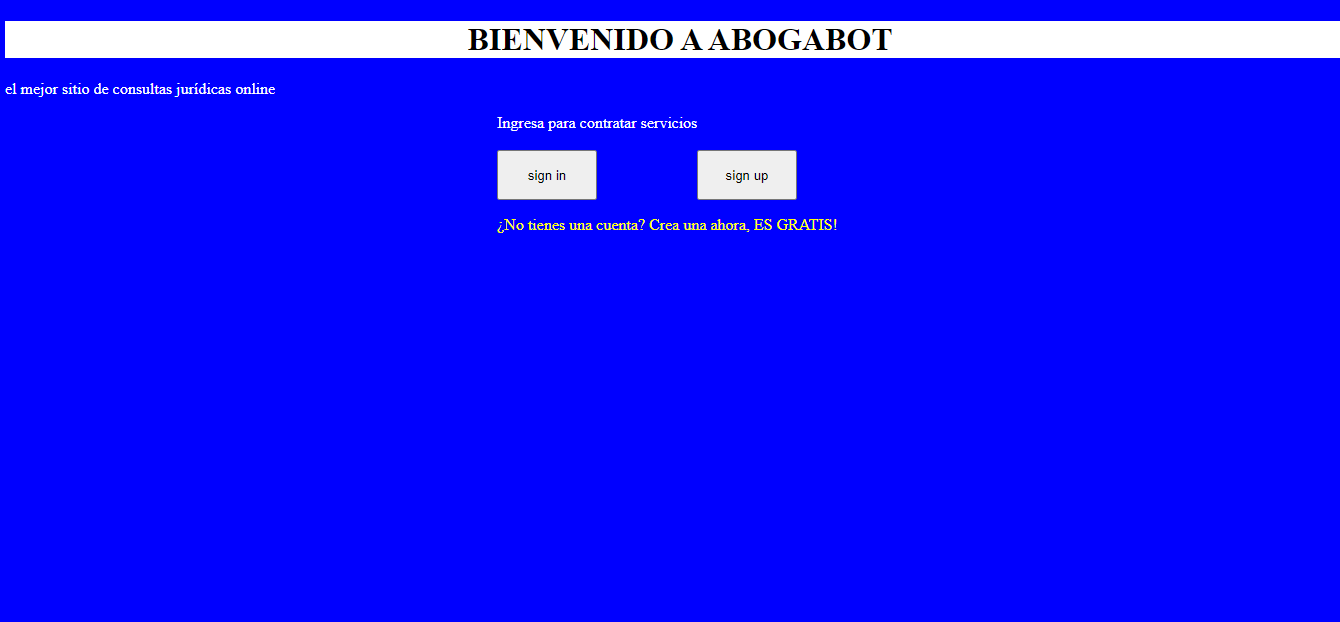 BIENVENIDO A ABOGABOT
el mejor sitio de consultas jurídicas online
Ingresa para contratar servicios
sign in
sign up
¿No tienes una cuenta? Crea una ahora, ES GRATIS!